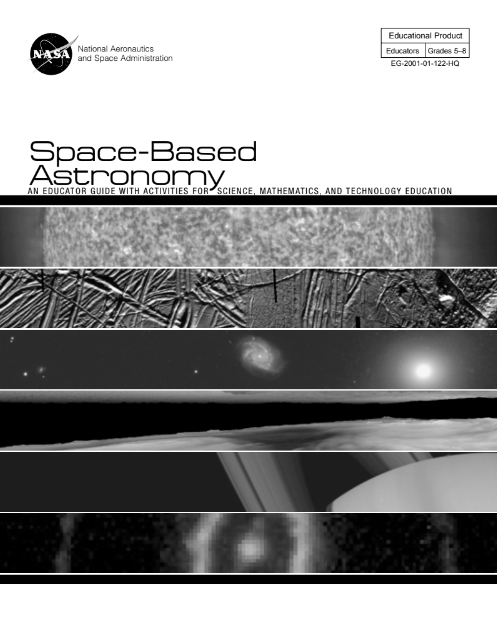 NASA
National Aeronautics
and Space Administration
Educational Product
Educators Grades 5–8
EG-2001-01-122-HQ
Space-Based
Astronomy
AN EDUCATOR GUIDE WITH ACTIVITIES FOR SCIENCE, MATHEMATICS, AND TECHNOLOGY EDUCATION